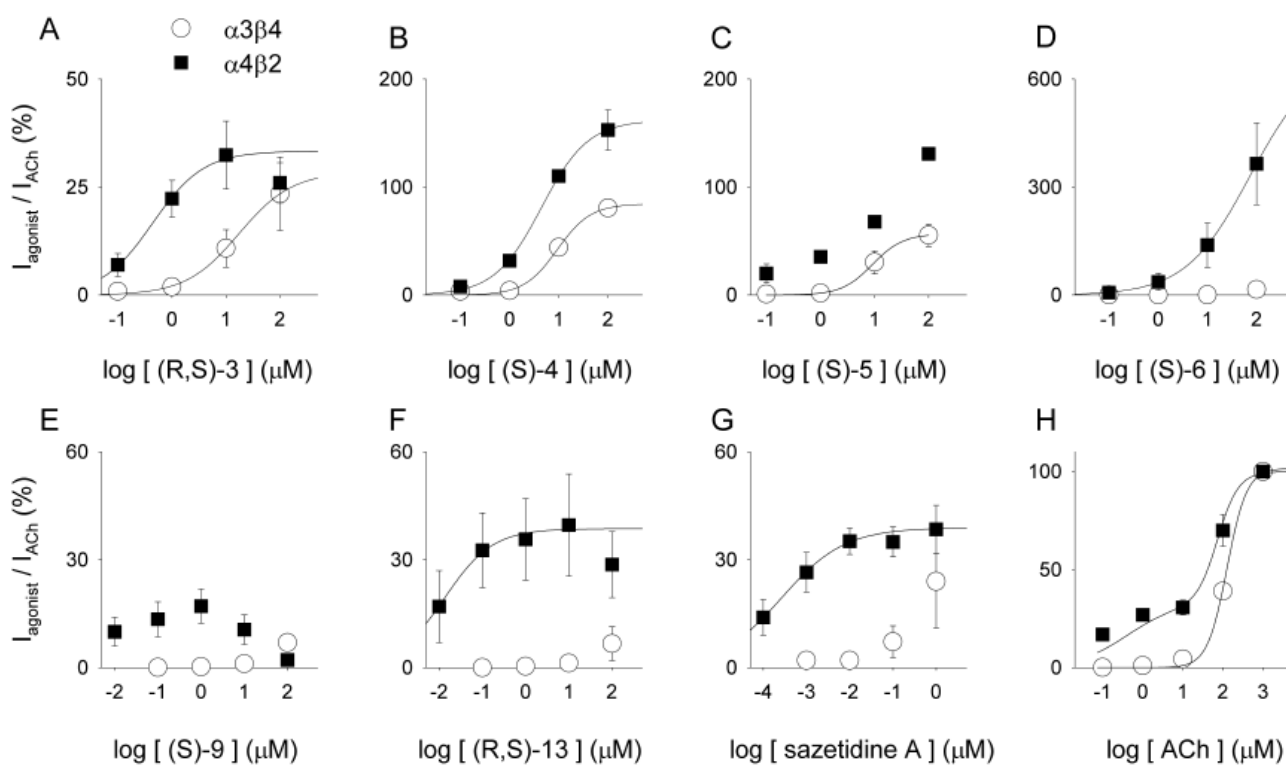 A
α3β4
α4β2
B
C
D
I_agonist / I_ACh (%)
50
25
0
-1 0 1 2
log [ (R,S)-3 ] (μM)
200
100
0
-1 0 1 2
log [ (S)-4 ] (μM)
200
100
0
-1 0 1 2
log [ (S)-5 ] (μM)
600
300
0
-1 0 1 2
log [ (S)-6 ] (μM)
E
F
G
H
I_agonist / I_ACh (%)
60
30
0
-2 -1 0 1 2
log [ (S)-9 ] (μM)
60
30
0
-2 -1 0 1 2
log [ (R,S)-13 ] (μM)
60
30
0
-4 -3 -2 -1 0
log [ sazetidine A ] (μM)
100
50
0
-1 0 1 2 3
log [ ACh ] (μM)